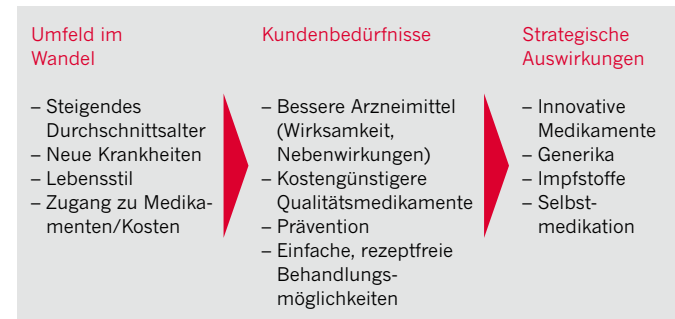 Umfeld im
Wandel
– Steigendes
Durchschnittsalter
– Neue Krankheiten
– Lebensstil
– Zugang zu Medika-
menten/Kosten
Kundenbedürfnisse
– Bessere Arzneimittel
(Wirksamkeit,
Nebenwirkungen)
– Kostengünstigere
Qualitätsmedikamente
– Prävention
– Einfache, rezeptfreie
Behandlungs-
möglichkeiten
Strategische
Auswirkungen
– Innovative
Medikamente
– Generika
– Impfstoffe
– Selbst-
medikation